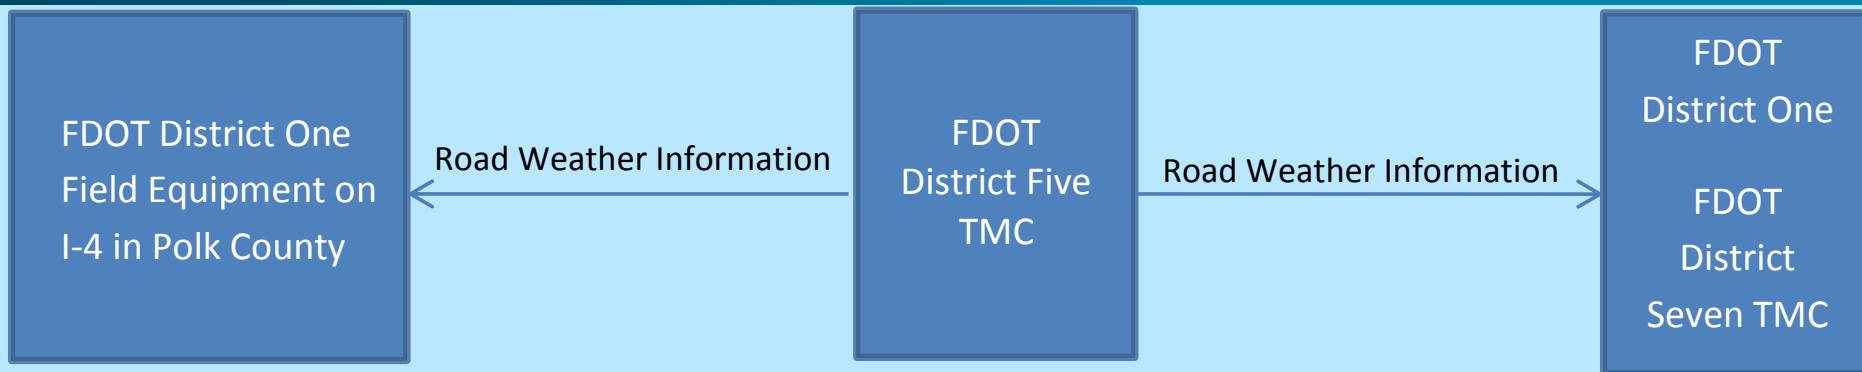 FDOT District One
Field Equipment on
I-4 in Polk County
Road Weather Information
FDOT
District Five
TMC
Road Weather Information
FDOT
District One
FDOT
District
Seven TMC